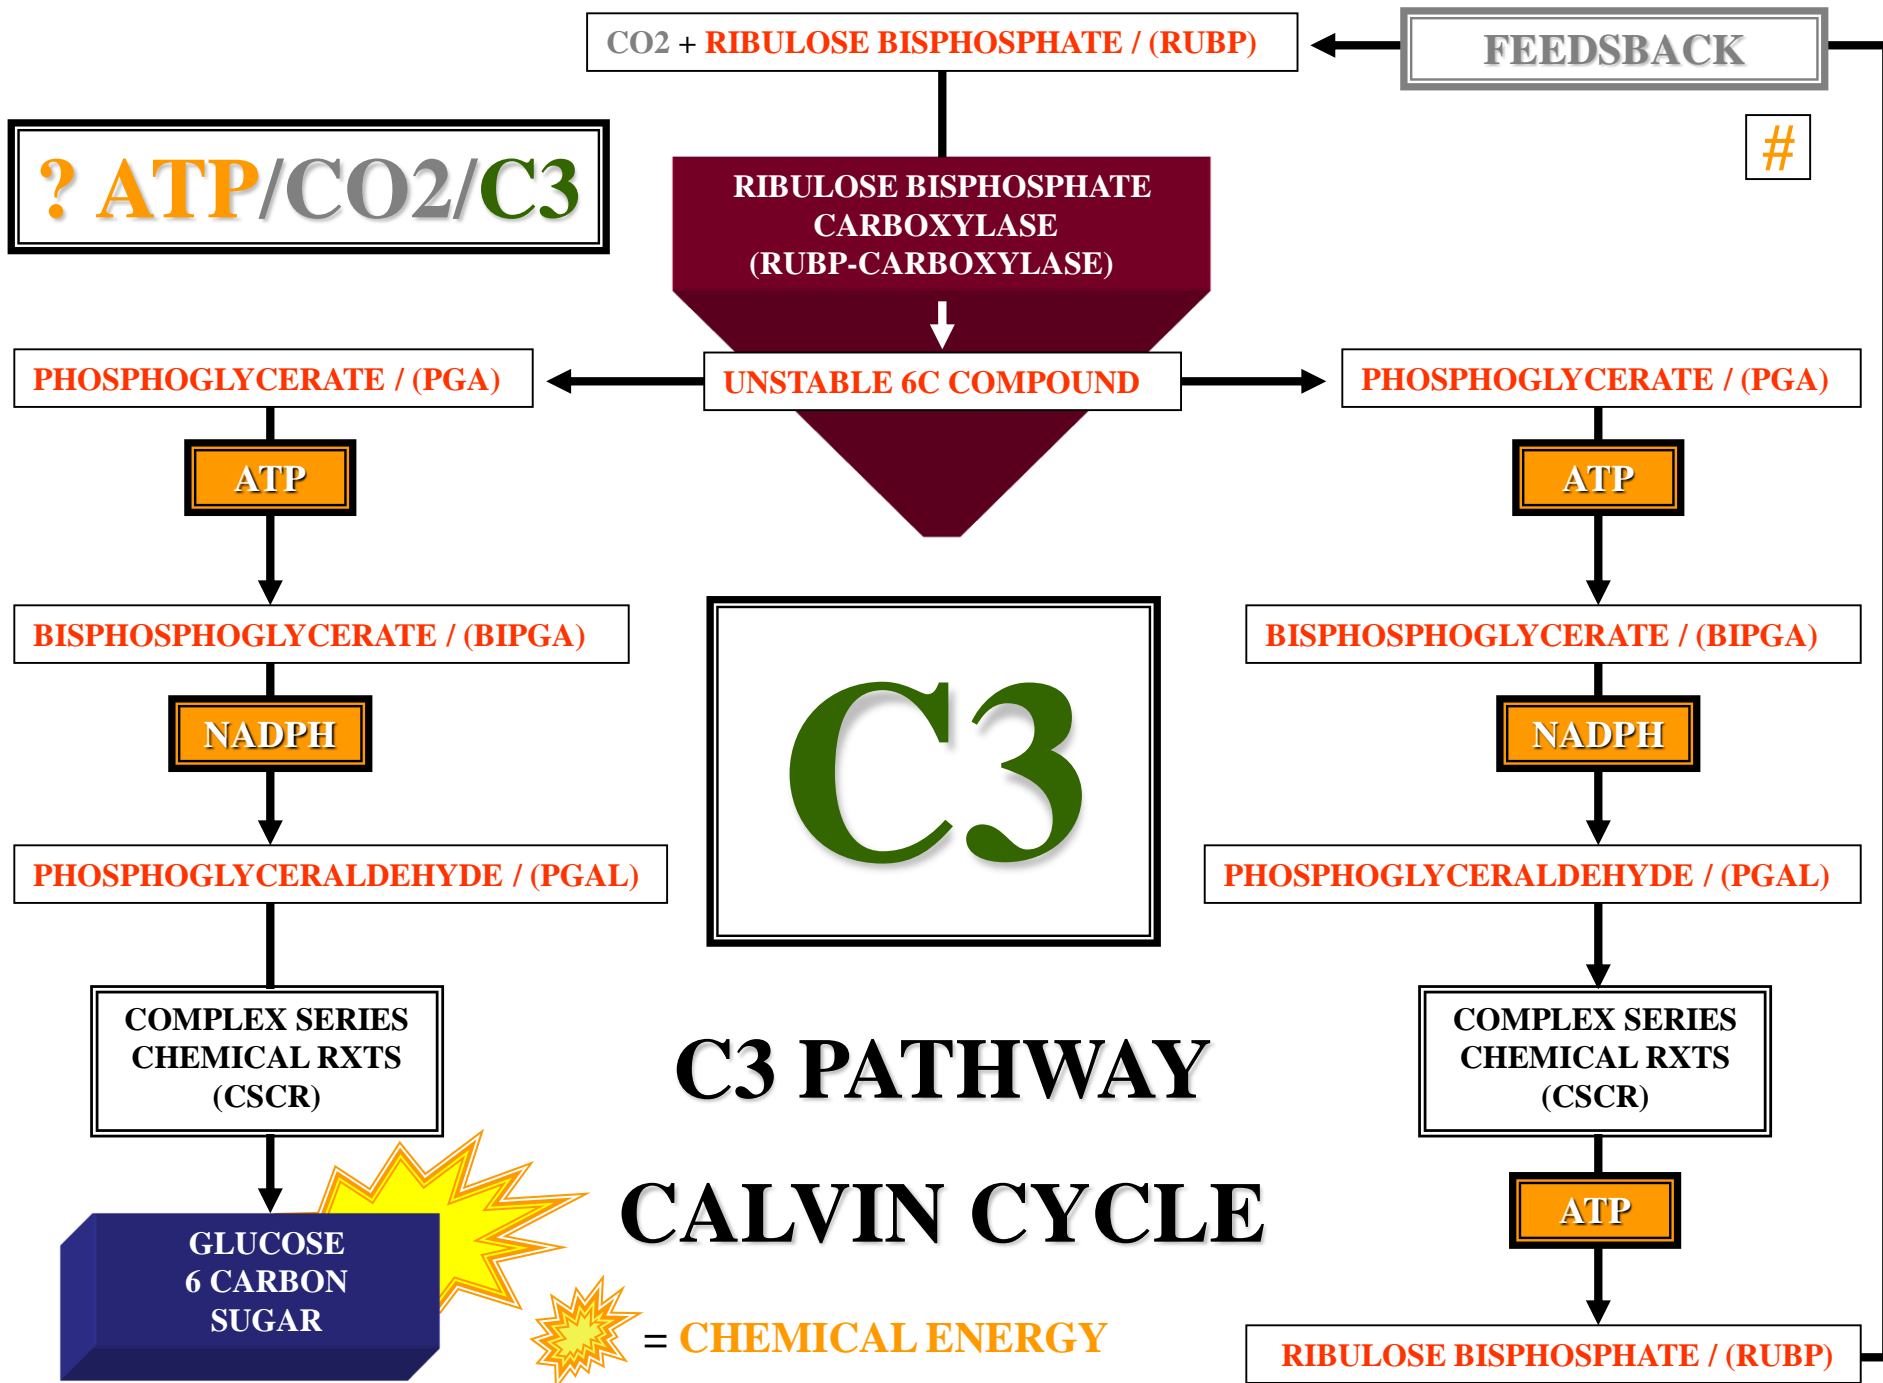 CO2 + RIBULOSE BISPHOSPHATE / (RUBP)
FEEDSBACK
? ATP/CO2/C3
#
RIBULOSE BISPHOSPHATE
CARBOXYLASE
(RUBP-CARBOXYLASE)
PHOSPHOGLYCERATE / (PGA)
UNSTABLE 6C COMPOUND
PHOSPHOGLYCERATE / (PGA)
ATP
ATP
BISPHOSPHOGLYCERATE / (BIPGA)
BISPHOSPHOGLYCERATE / (BIPGA)
C3
NADPH
NADPH
PHOSPHOGLYCERALDEHYDE / (PGAL)
PHOSPHOGLYCERALDEHYDE / (PGAL)
COMPLEX SERIES
CHEMICAL RXTS
(CSCR)
C3 PATHWAY
COMPLEX SERIES
CHEMICAL RXTS
(CSCR)
CALVIN CYCLE
ATP
GLUCOSE
6 CARBON
SUGAR
= CHEMICAL ENERGY
RIBULOSE BISPHOSPHATE / (RUBP)